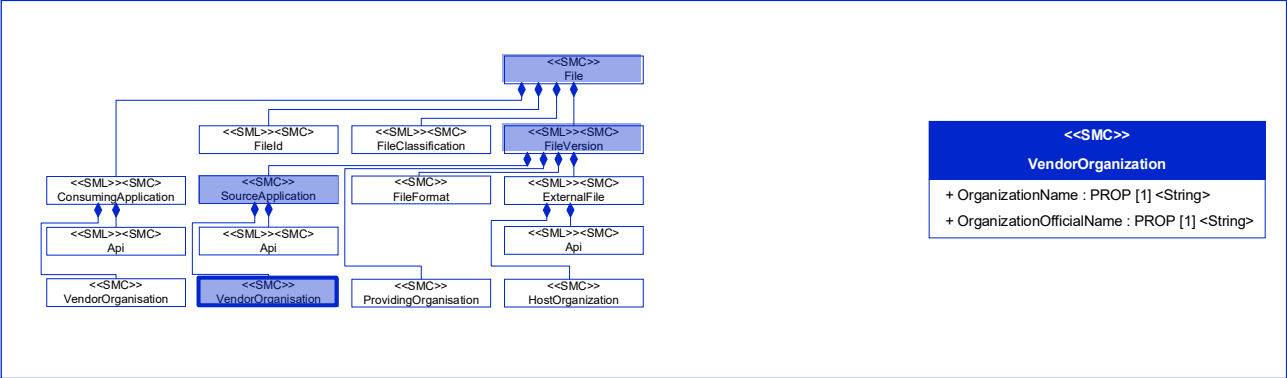 <<SMC>>
File
<<SML>><<SMC>
FileId
<<SML>><<SMC>
FileClassification
<<SML>><<SMC>
FileVersion
<<SML>><<SMC>
ConsumingApplication
<<SMC>>
SourceApplication
<<SMC>>
FileFormat
<<SML>><SMC>
ExternalFile
<<SML>><<SMC>
Api
<<SML>><<SMC>
Api
<<SML>><<SMC>
Api
<<SMC>>
VendorOrganisation
<<SMC>>
VendorOrganisation
<<SMC>>
ProvidingOrganisation
<<SMC>>
HostOrganization
<<SMC>>
VendorOrganization
+ OrganizationName : PROP [1] <String>
+ OrganizationOfficialName : PROP [1] <String>